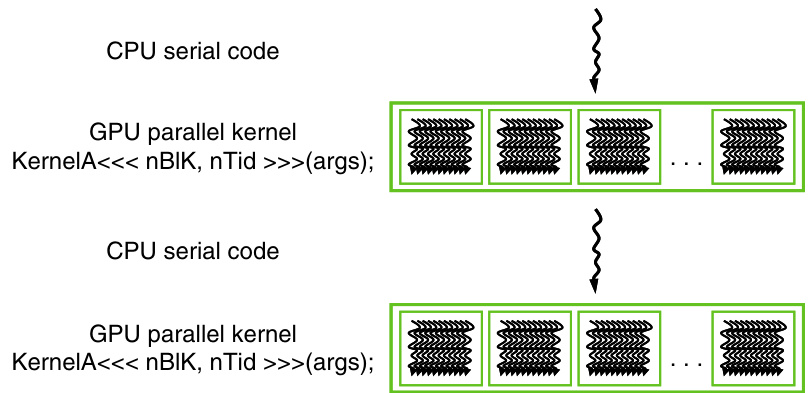 CPU serial code
GPU parallel kernel
KernelA<<< nBlK, nTid >>>(args);
. . .
CPU serial code
GPU parallel kernel
KernelA<<< nBlK, nTid >>>(args);
. . .